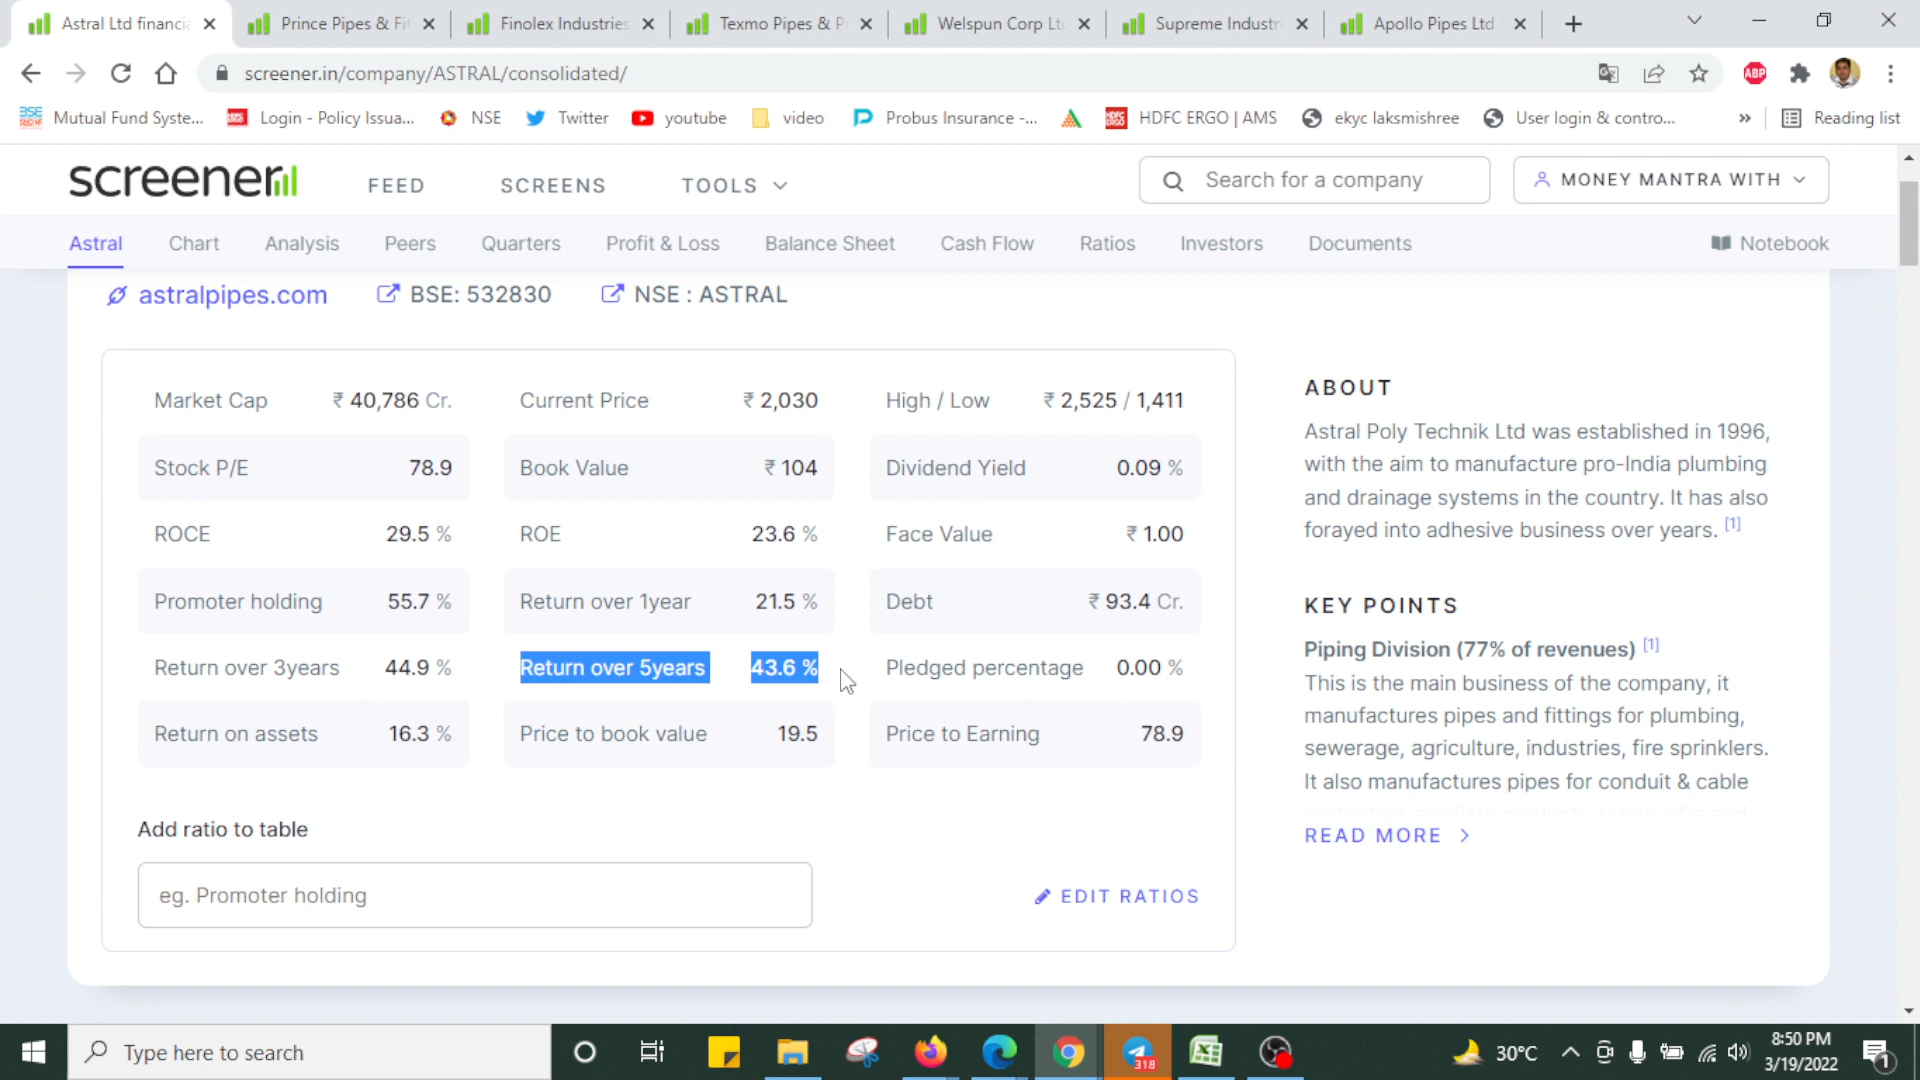 Astral Ltd financia
Prince Pipes & Fit
Finolex Industries
Texmo Pipes & P
Welspun Corp Lt
Supreme Industri
Apollo Pipes Ltd
screener.in/company/ASTRAL/consolidated/
ABP
Mutual Fund Syste...
Login - Policy Issua...
NSE
Twitter
youtube
video
Probus Insurance -...
HDFC ERGO | AMS
ekyc laksmishree
User login & contro...
»
Reading list
screener
FEED
SCREENS
TOOLS
Search for a company
MONEY MANTRA WITH
Astral
Chart
Analysis
Peers
Quarters
Profit & Loss
Balance Sheet
Cash Flow
Ratios
Investors
Documents
Notebook
astralpipes.com
BSE: 532830
NSE : ASTRAL
Market Cap ₹ 40,786 Cr.
Current Price ₹ 2,030
High / Low ₹ 2,525 / 1,411
Stock P/E 78.9
Book Value ₹ 104
Dividend Yield 0.09 %
ROCE 29.5 %
ROE 23.6 %
Face Value ₹ 1.00
Promoter holding 55.7 %
Return over 1year 21.5 %
Debt ₹ 93.4 Cr.
Return over 3years 44.9 %
Return over 5years 43.6 %
Pledged percentage 0.00 %
Return on assets 16.3 %
Price to book value 19.5
Price to Earning 78.9
Add ratio to table
eg. Promoter holding
EDIT RATIOS
ABOUT
Astral Poly Technik Ltd was established in 1996,
with the aim to manufacture pro-India plumbing
and drainage systems in the country. It has also
forayed into adhesive business over years. [1]
KEY POINTS
Piping Division (77% of revenues) [1]
This is the main business of the company, it
manufactures pipes and fittings for plumbing,
sewerage, agriculture, industries, fire sprinklers.
It also manufactures pipes for conduit & cable
READ MORE >
Type here to search
318
30°C
8:50 PM
3/19/2022
1